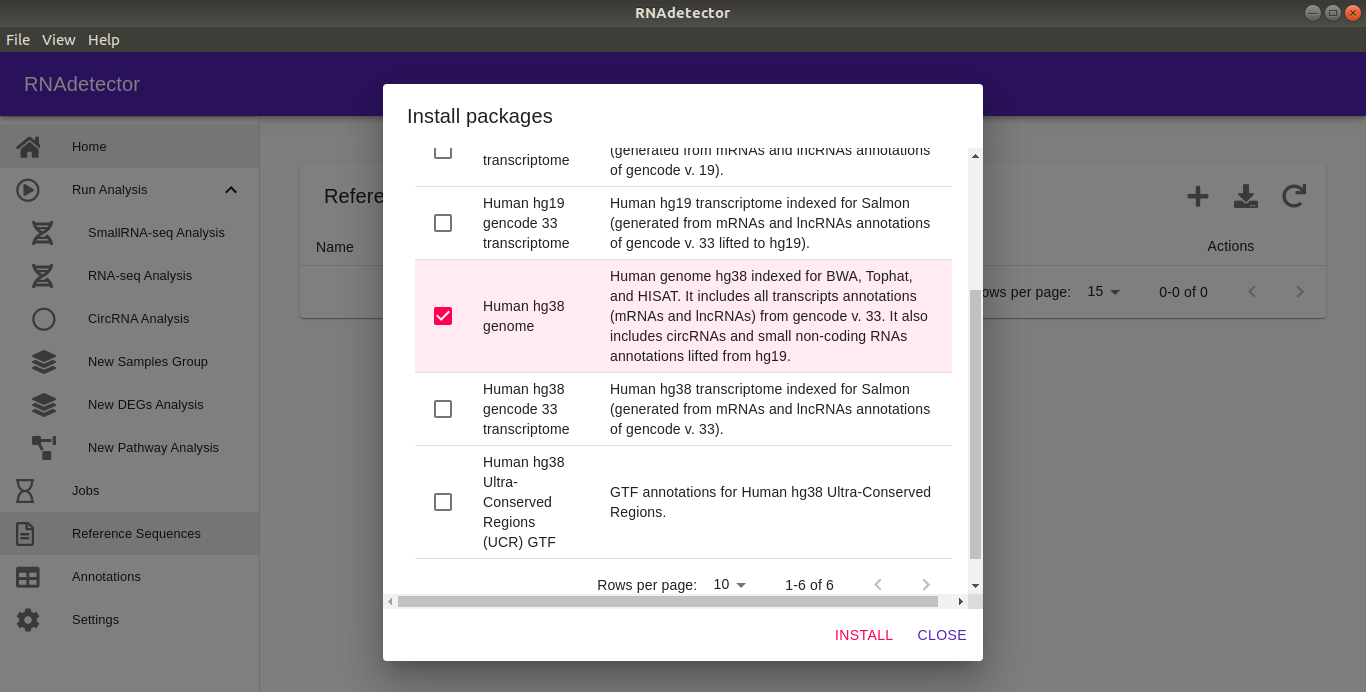 RNAdetector
File View Help
RNAdetector
Home
Run Analysis
SmallRNA-seq Analysis
RNA-seq Analysis
CircRNA Analysis
New Samples Group
New DEGs Analysis
New Pathway Analysis
Jobs
Reference Sequences
Annotations
Settings
Refere
Name
Actions
ows per page: 15 0-0 of 0
Install packages
transcriptome
(generated from mRNAs and lncRNAs annotations
of gencode v. 19).
Human hg19
gencode 33
transcriptome
Human hg19 transcriptome indexed for Salmon
(generated from mRNAs and lncRNAs annotations
of gencode v. 33 lifted to hg19).
Human hg38
genome
Human genome hg38 indexed for BWA, Tophat,
and HISAT. It includes all transcripts annotations
(mRNAs and lncRNAs) from gencode v. 33. It also
includes circRNAs and small non-coding RNAs
annotations lifted from hg19.
Human hg38
gencode 33
transcriptome
Human hg38 transcriptome indexed for Salmon
(generated from mRNAs and lncRNAs annotations
of gencode v. 33).
Human hg38
Ultra-
Conserved
Regions
(UCR) GTF
GTF annotations for Human hg38 Ultra-Conserved
Regions.
Rows per page: 10 1-6 of 6
INSTALL CLOSE